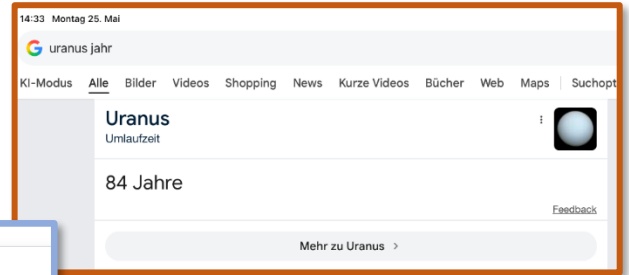 14:33 Montag 25. Mai
uranus jahr
KI-Modus Alle Bilder Videos Shopping News Kurze Videos Bücher Web Maps Suchopt
Uranus
Umlaufzeit
84 Jahre
Feedback
Mehr zu Uranus >